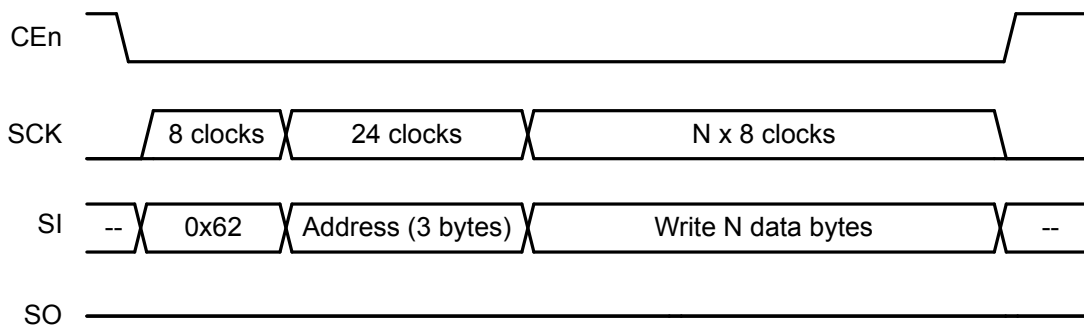 CEn
SCK 8 clocks 24 clocks N x 8 clocks
SI -- 0x62 Address (3 bytes) Write N data bytes --
SO